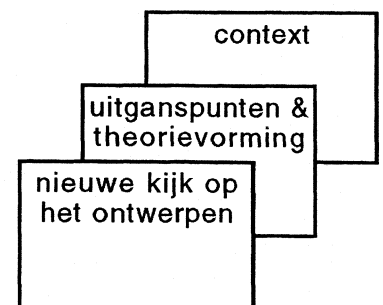 context
uitganspunten &
theorievorming
nieuwe kijk op
het ontwerpen